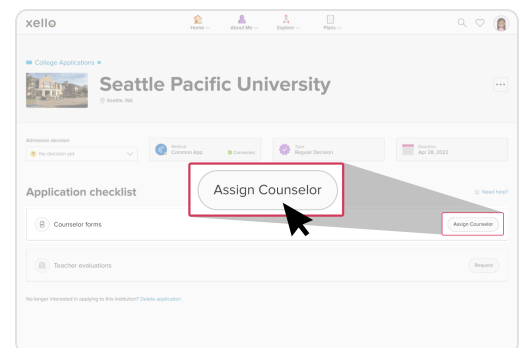 xello
Home About Me Explore Plans
College Applications
Seattle Pacific University
Seattle, WA
Admission decision
No decision yet
Method
Common App
Connected
Type
Regular Decision
Deadline
Apr 28, 2022
Application checklist
Assign Counselor
Need help?
Counselor forms
Assign Counselor
Teacher evaluations
Request
No longer interested in applying to this institution? Delete application